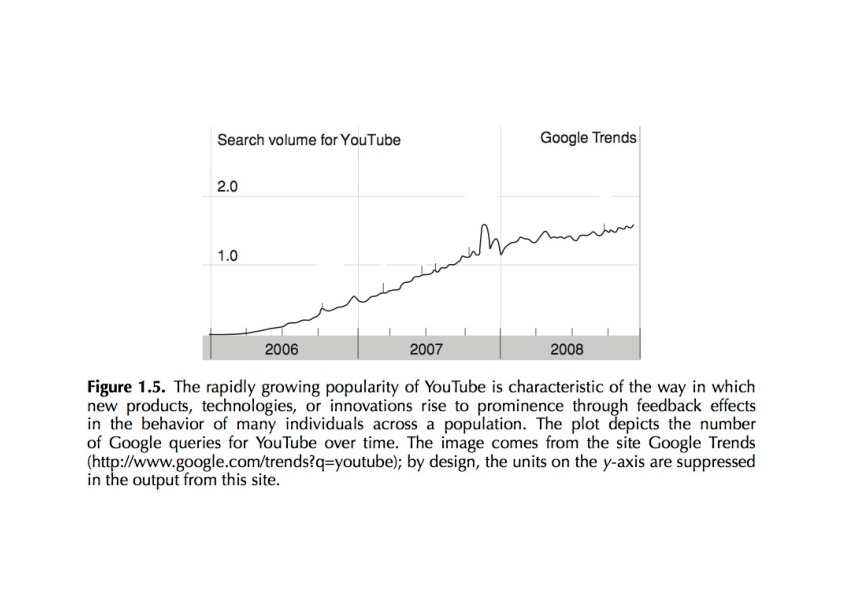 Search volume for YouTube
Google Trends
2.0
1.0
2006 2007 2008
Figure 1.5. The rapidly growing popularity of YouTube is characteristic of the way in which
new products, technologies, or innovations rise to prominence through feedback effects
in the behavior of many individuals across a population. The plot depicts the number
of Google queries for YouTube over time. The image comes from the site Google Trends
(http://www.google.com/trends?q=youtube); by design, the units on the y-axis are suppressed
in the output from this site.